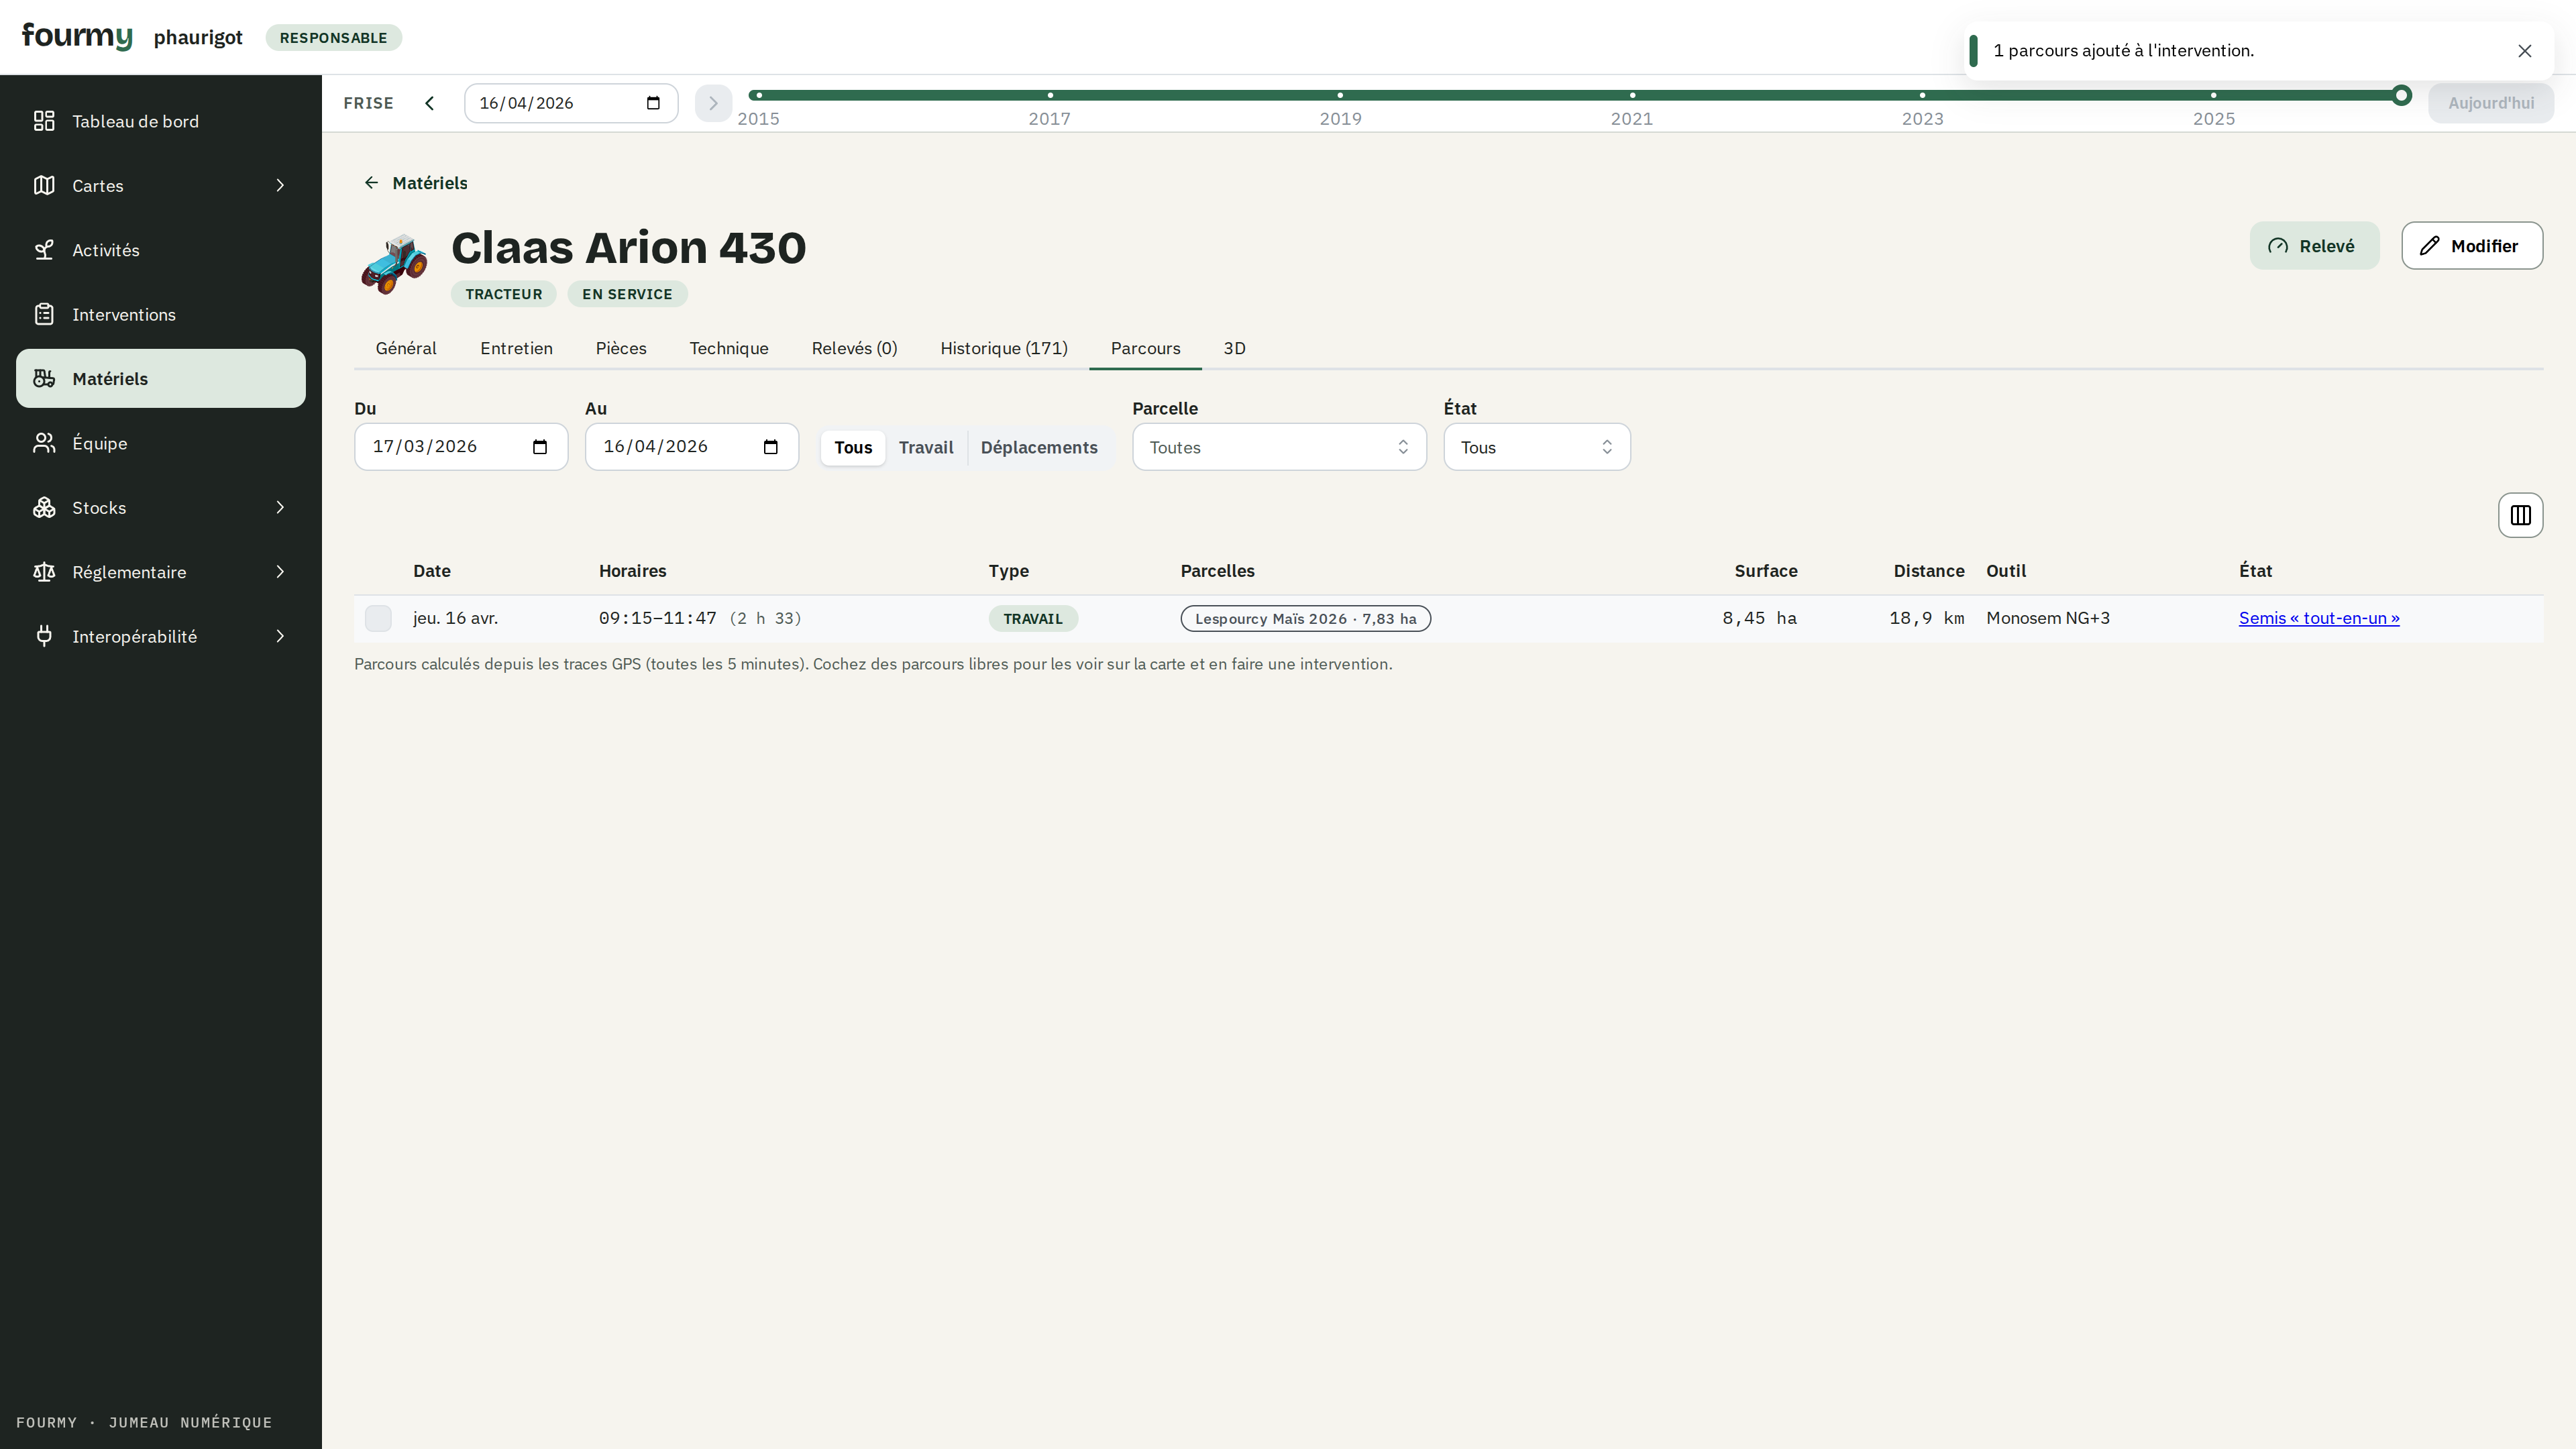 fourmy phaurigot RESPONSABLE
1 parcours ajouté à l'intervention.
FRISE 16/04/2026 Aujourd'hui
2015 2017 2019 2021 2023 2025
Tableau de bord
Cartes
Activités
Interventions
Matériels
Équipe
Stocks
Réglementaire
Interopérabilité
FOURMY · JUMEAU NUMÉRIQUE
Matériels
Claas Arion 430
TRACTEUR EN SERVICE
Relevé Modifier
Général Entretien Pièces Technique Relevés (0) Historique (171) Parcours 3D
Du Au Parcelle État
17/03/2026 16/04/2026 Tous Travail Déplacements Toutes Tous
Date Horaires Type Parcelles Surface Distance Outil État
jeu. 16 avr. 09:15–11:47 (2 h 33) TRAVAIL Lespourcy Maïs 2026 · 7,83 ha 8,45 ha 18,9 km Monosem NG+3 Semis « tout-en-un »
Parcours calculés depuis les traces GPS (toutes les 5 minutes). Cochez des parcours libres pour les voir sur la carte et en faire une intervention.